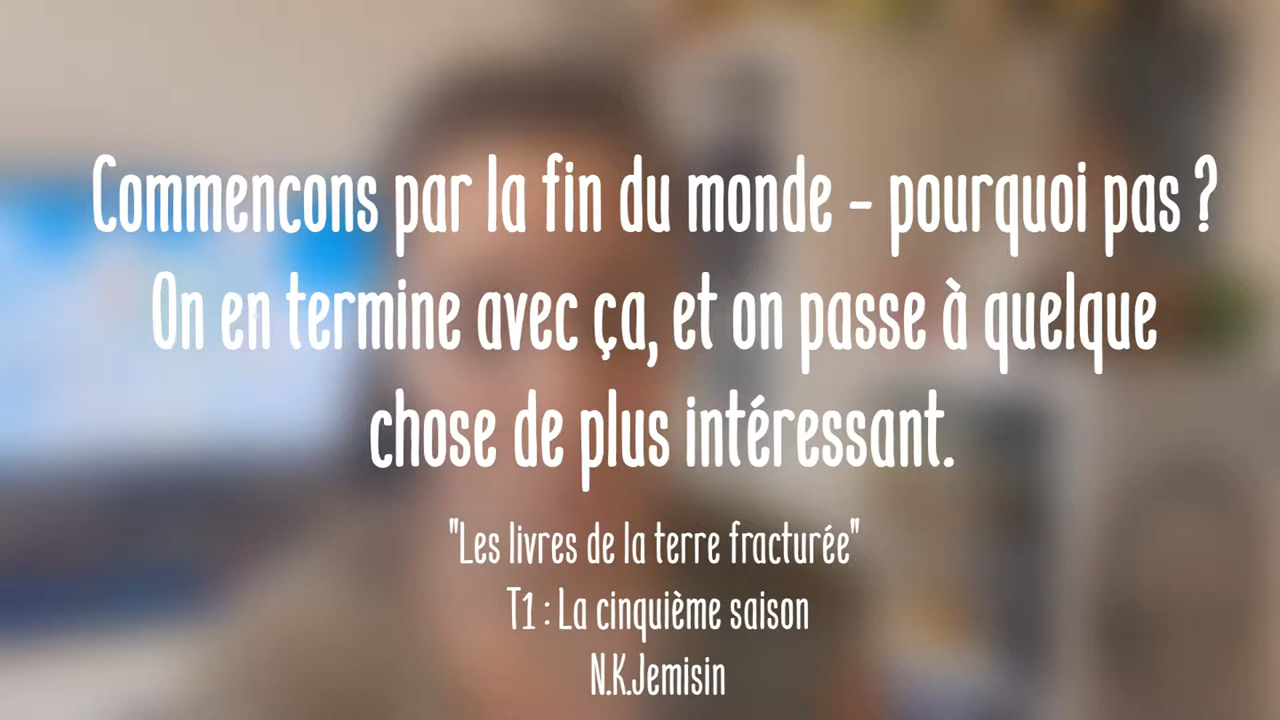 Commencons par la fin du monde - pourquoi pas ?
On en termine avec ça, et on passe à quelque
chose de plus intéressant.
"Les livres de la terre fracturée"
T1 : La cinquième saison
N.K.Jemisin